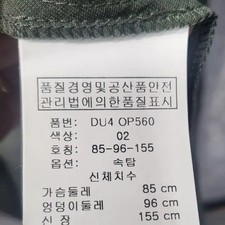 품질경영및공산품안전
관리법에의한품질표시
품번: DU4 OP560
색상: 02
호칭: 85-96-155
옵션: 속탑
신체치수
가슴둘레 85 cm
엉덩이둘레 96 cm
신 장 155 cm